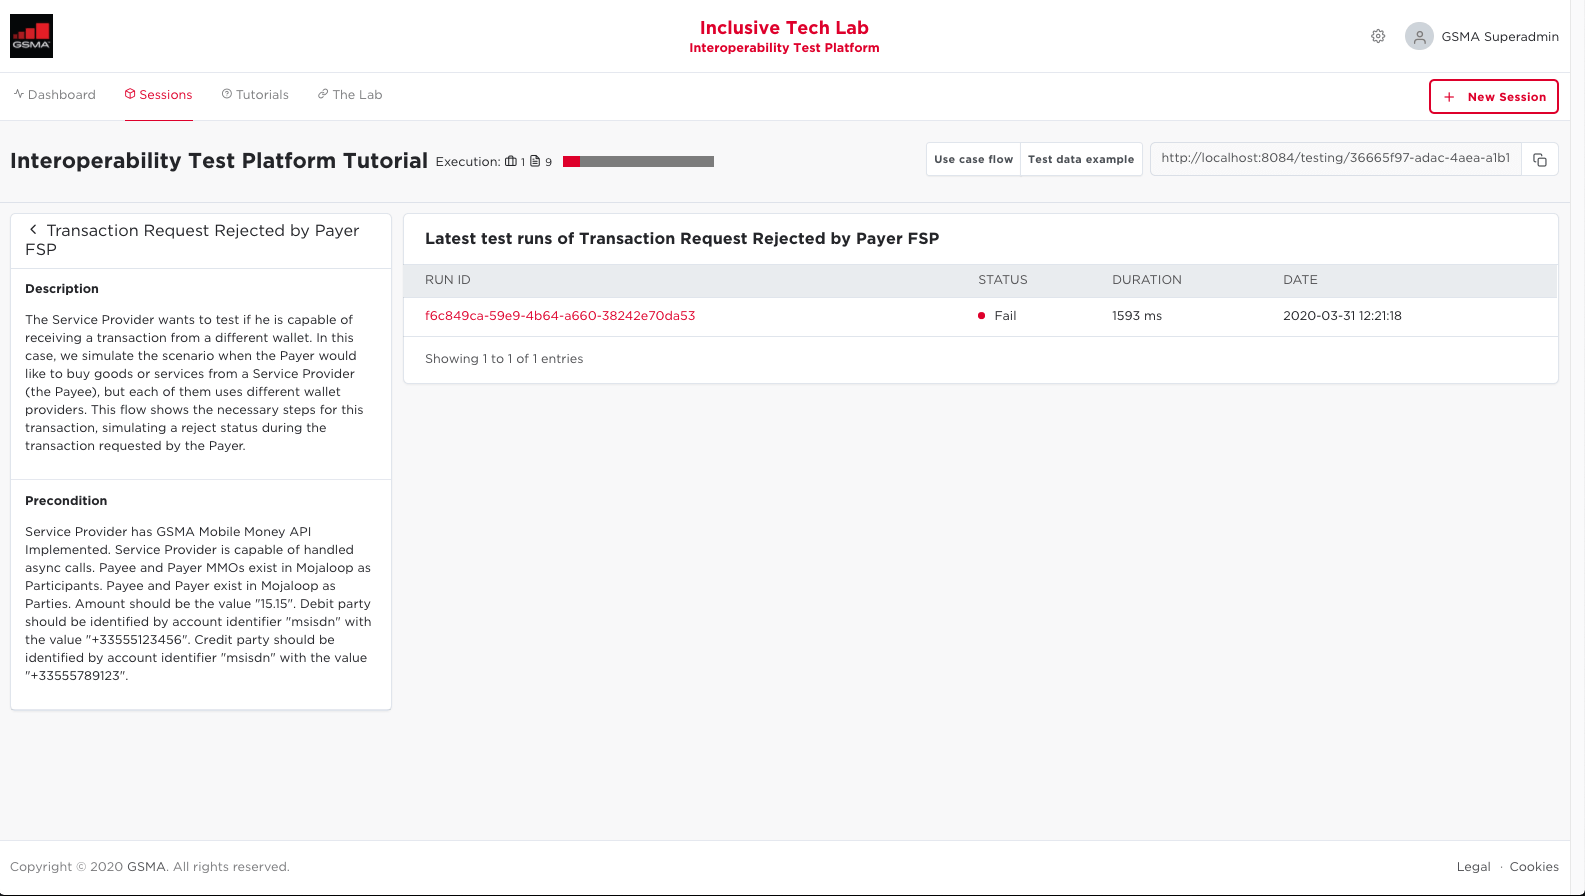 GSMA
Inclusive Tech Lab
Interoperability Test Platform
GSMA Superadmin
Dashboard
Sessions
Tutorials
The Lab
New Session
Interoperability Test Platform Tutorial
Execution: 1 9
Use case flow
Test data example
http://localhost:8084/testing/36665f97-adac-4aea-a1b1
Transaction Request Rejected by Payer
FSP
Description
The Service Provider wants to test if he is capable of
receiving a transaction from a different wallet. In this
case, we simulate the scenario when the Payer would
like to buy goods or services from a Service Provider
(the Payee), but each of them uses different wallet
providers. This flow shows the necessary steps for this
transaction, simulating a reject status during the
transaction requested by the Payer.
Precondition
Service Provider has GSMA Mobile Money API
Implemented. Service Provider is capable of handled
async calls. Payee and Payer MMOs exist in Mojaloop as
Participants. Payee and Payer exist in Mojaloop as
Parties. Amount should be the value "15.15". Debit party
should be identified by account identifier "msisdn" with
the value "+33555123456". Credit party should be
identified by account identifier "msisdn" with the value
"+33555789123".
Latest test runs of Transaction Request Rejected by Payer FSP
RUN ID STATUS DURATION DATE
f6c849ca-59e9-4b64-a660-38242e70da53 Fail 1593 ms 2020-03-31 12:21:18
Showing 1 to 1 of 1 entries
Copyright © 2020 GSMA. All rights reserved.
Legal · Cookies